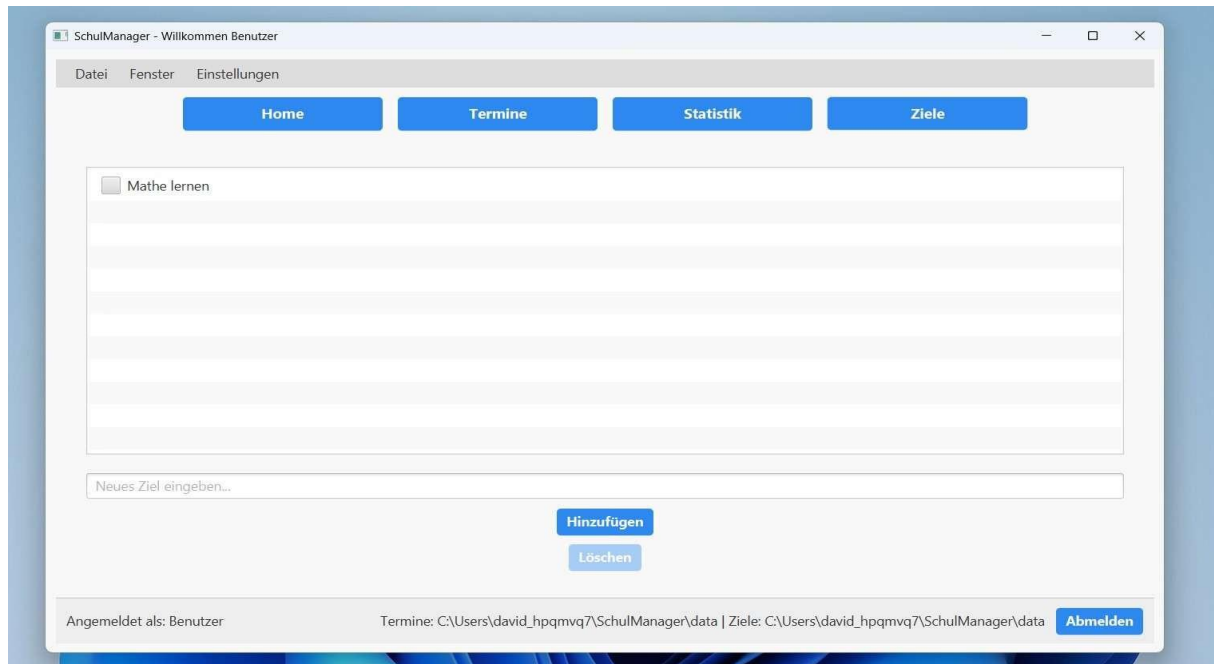 SchulManager - Willkommen Benutzer
Datei Fenster Einstellungen
Home Termine Statistik Ziele
Mathe lernen
Neues Ziel eingeben...
Hinzufügen
Löschen
Angemeldet als: Benutzer Termine: C:\Users\david_hpqmvq7\SchulManager\data | Ziele: C:\Users\david_hpqmvq7\SchulManager\data Abmelden